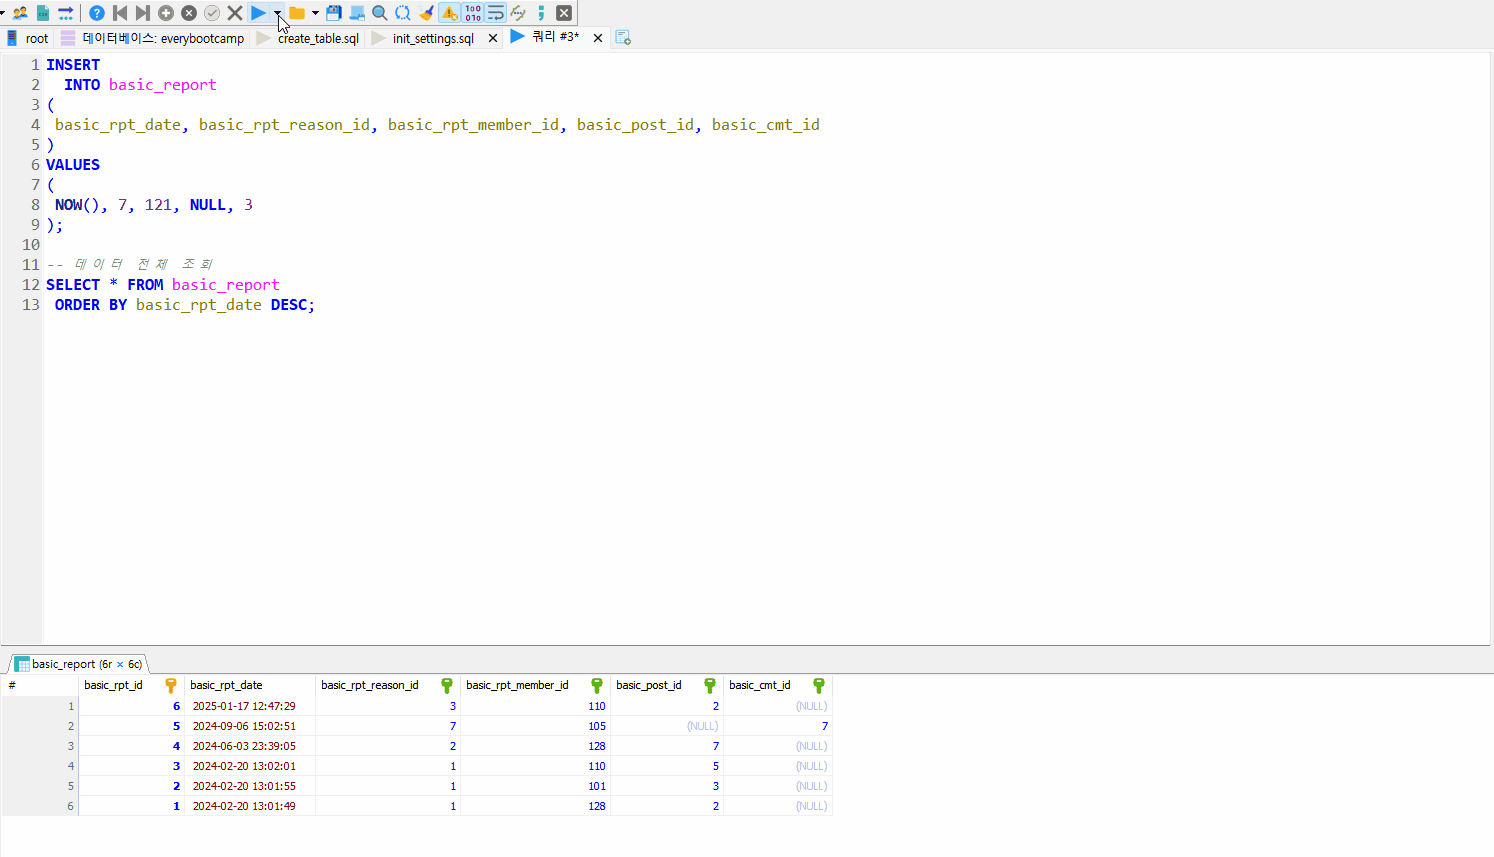 root 데이터베이스: everybootcamp create_table.sql init_settings.sql 쿼리 #3*
1 INSERT
2 INTO basic_report
3 (
4 basic_rpt_date, basic_rpt_reason_id, basic_rpt_member_id, basic_post_id, basic_cmt_id
5 )
6 VALUES
7 (
8 NOW(), 7, 121, NULL, 3
9 );
10
11 -- 데이터 전체 조회
12 SELECT * FROM basic_report
13 ORDER BY basic_rpt_date DESC;
basic_report (6r × 6c)
# basic_rpt_id basic_rpt_date basic_rpt_reason_id basic_rpt_member_id basic_post_id basic_cmt_id
1 6 2025-01-17 12:47:29 3 110 2 (NULL)
2 5 2024-09-06 15:02:51 7 105 (NULL) 7
3 4 2024-06-03 23:39:05 2 128 7 (NULL)
4 3 2024-02-20 13:02:01 1 110 5 (NULL)
5 2 2024-02-20 13:01:55 1 101 3 (NULL)
6 1 2024-02-20 13:01:49 1 128 2 (NULL)